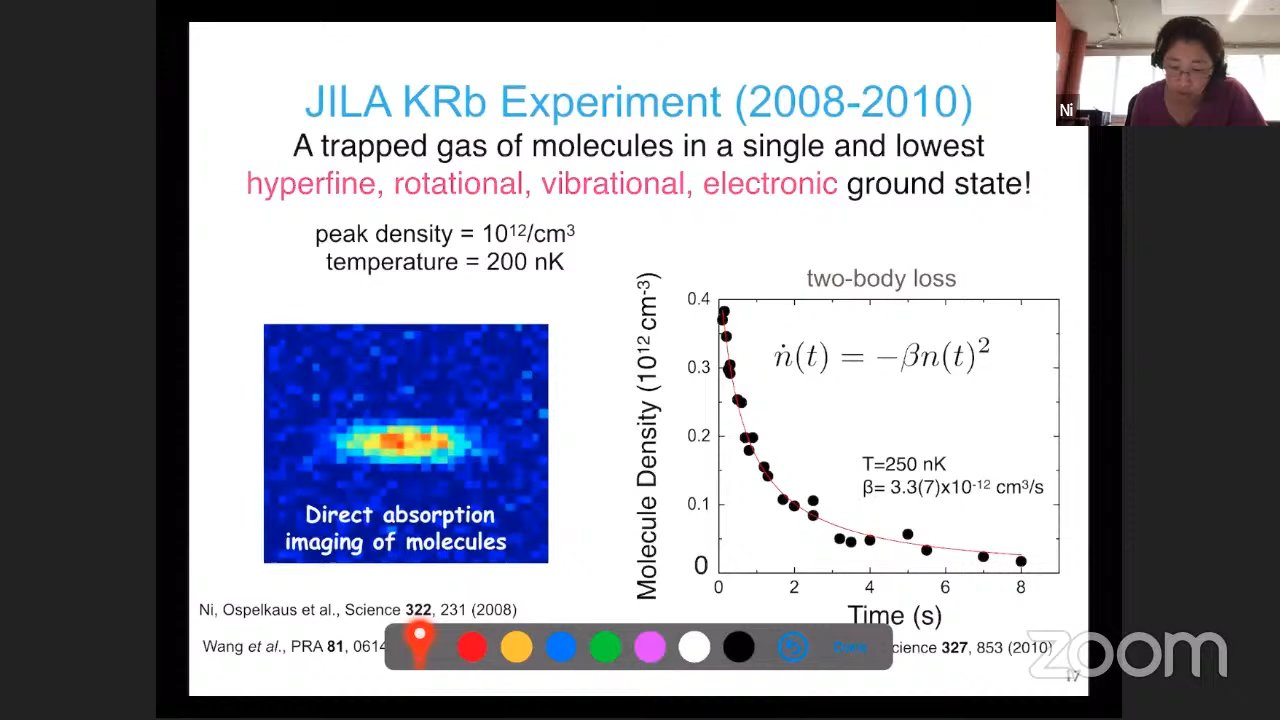 JILA KRb Experiment (2008-2010)
A trapped gas of molecules in a single and lowest
hyperfine, rotational, vibrational, electronic ground state!
peak density = 10¹²/cm³
temperature = 200 nK
Direct absorption
imaging of molecules
two-body loss
ṅ(t) = −βn(t)²
T=250 nK
β= 3.3(7)x10⁻¹² cm³/s
Molecule Density (10¹² cm⁻³)
0.4
0.3
0.2
0.1
0
0 2 4 6 8
Time (s)
Ni, Ospelkaus et al., Science 322, 231 (2008)
Wang et al., PRA 81, 0614
cience 327, 853 (2010)
Done
17
Ni
zoom